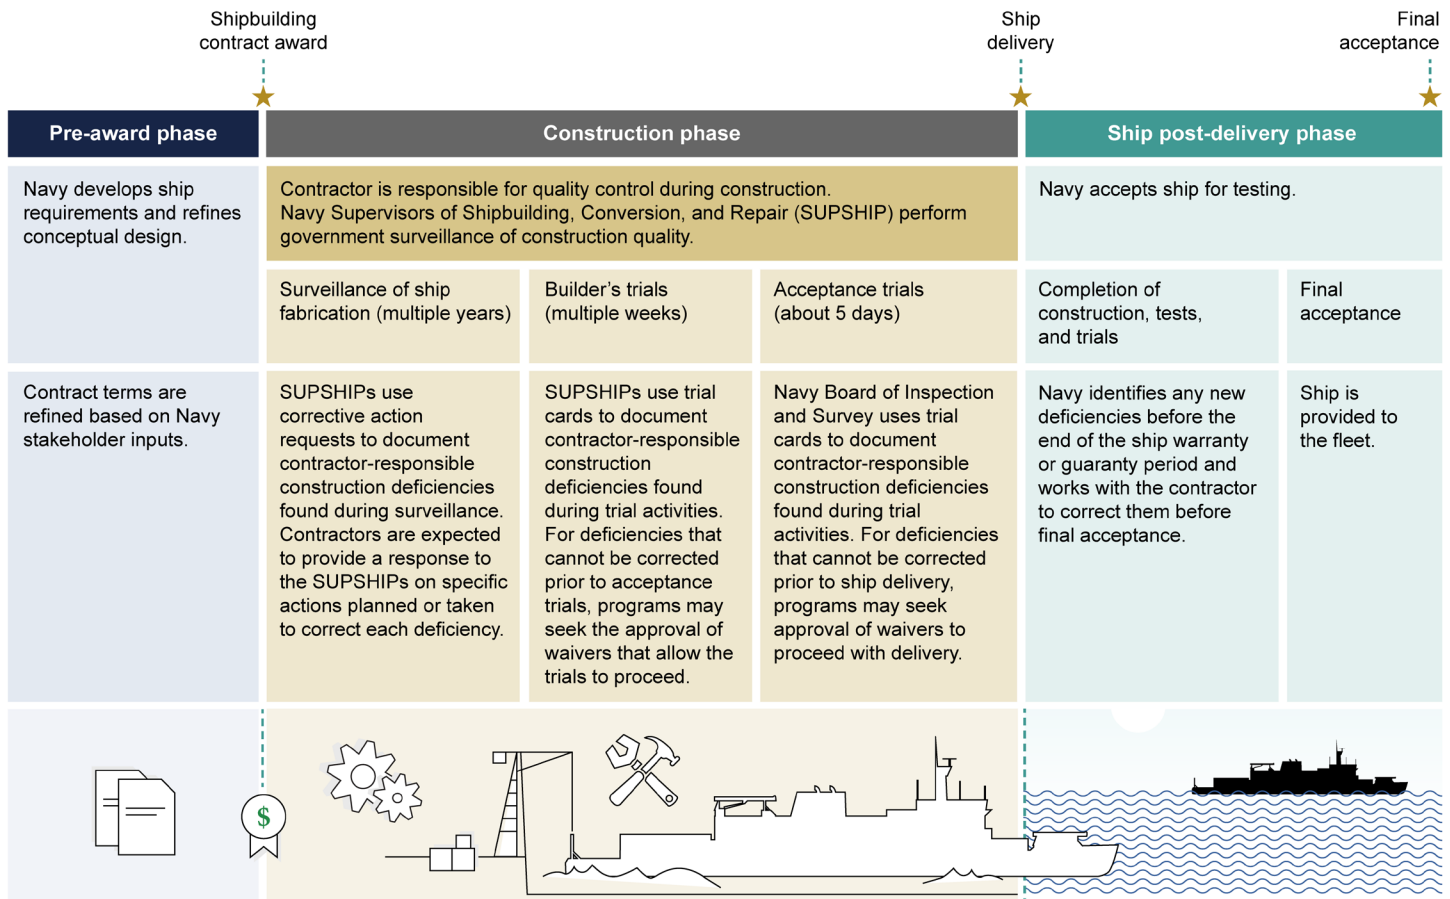 Shipbuilding
contract award
Ship
delivery
Final
acceptance
Pre-award phase
Construction phase
Ship post-delivery phase
Navy develops ship
requirements and refines
conceptual design.
Contractor is responsible for quality control during construction.
Navy Supervisors of Shipbuilding, Conversion, and Repair (SUPSHIP) perform
government surveillance of construction quality.
Navy accepts ship for testing.
Surveillance of ship
fabrication (multiple years)
Builder's trials
(multiple weeks)
Acceptance trials
(about 5 days)
Completion of
construction, tests,
and trials
Final
acceptance
Contract terms are
refined based on Navy
stakeholder inputs.
SUPSHIPs use
corrective action
requests to document
contractor-responsible
construction deficiencies
found during surveillance.
Contractors are expected
to provide a response to
the SUPSHIPs on specific
actions planned or taken
to correct each deficiency.
SUPSHIPs use trial
cards to document
contractor-responsible
construction
deficiencies found
during trial activities.
For deficiencies that
cannot be corrected
prior to acceptance
trials, programs may
seek the approval of
waivers that allow the
trials to proceed.
Navy Board of Inspection
and Survey uses trial
cards to document
contractor-responsible
construction deficiencies
found during trial
activities. For deficiencies
that cannot be corrected
prior to ship delivery,
programs may seek
approval of waivers to
proceed with delivery.
Navy identifies any new
deficiencies before the
end of the ship warranty
or guaranty period and
works with the contractor
to correct them before
final acceptance.
Ship is
provided to
the fleet.
$